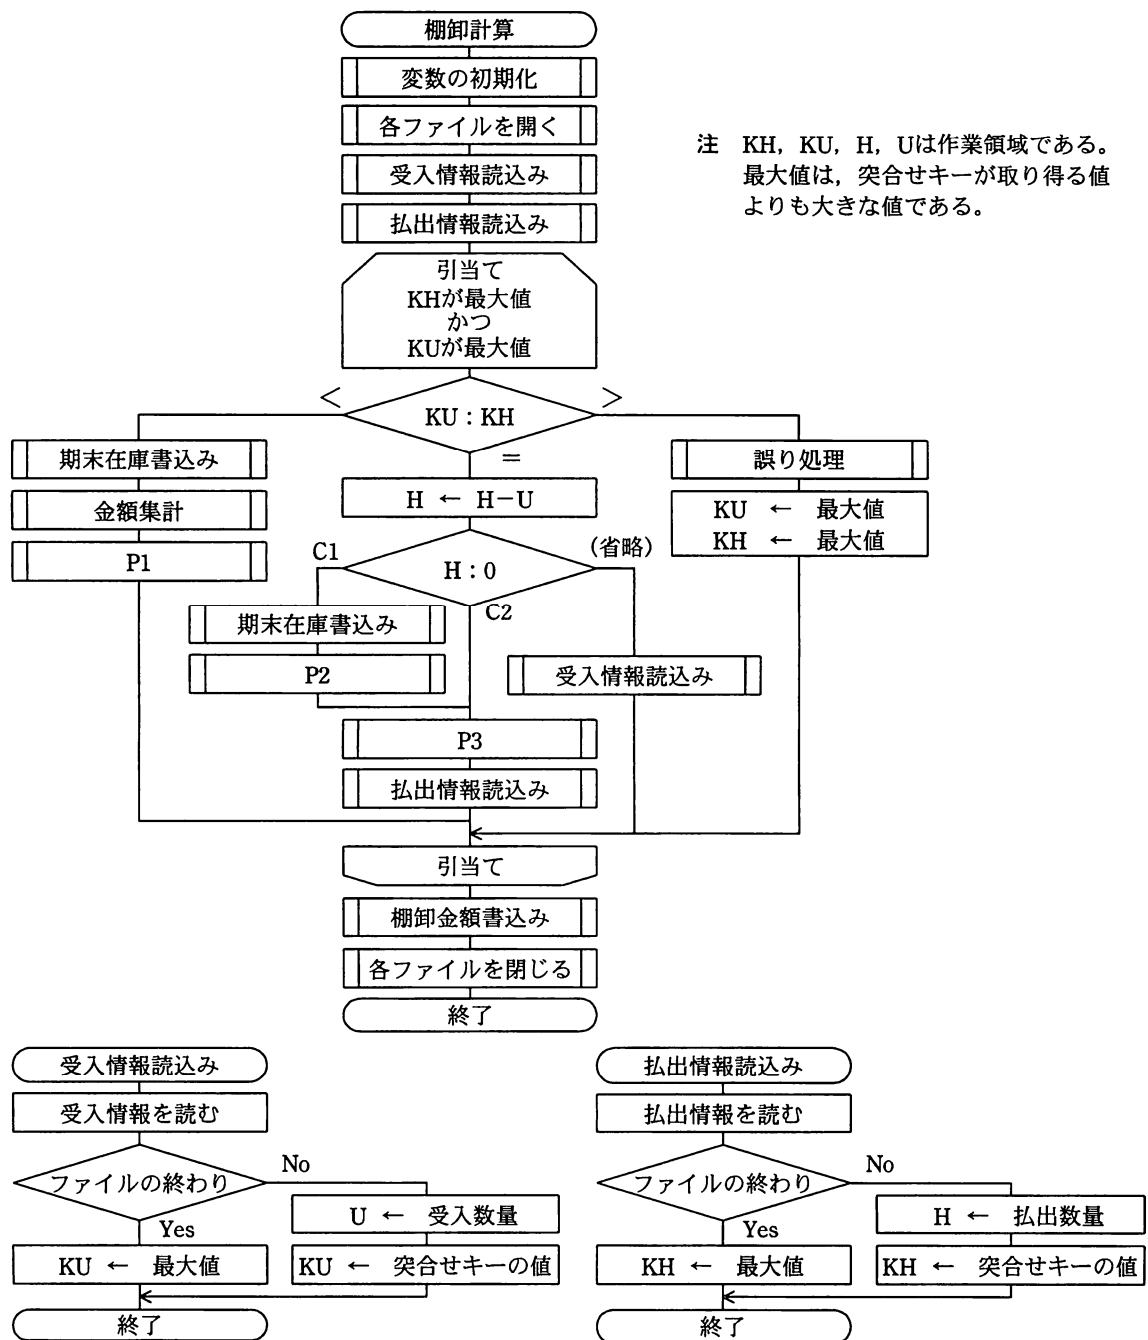 棚卸計算
変数の初期化
各ファイルを開く
受入情報読込み
払出情報読込み
注 KH, KU, H, Uは作業領域である。
最大値は, 突合せキーが取り得る値
よりも大きな値である。
引当て
KHが最大値
かつ
KUが最大値
<
KU : KH
>
=
期末在庫書込み
金額集計
P1
H ← H-U
誤り処理
KU ← 最大値
KH ← 最大値
C1
H : 0
(省略)
C2
期末在庫書込み
P2
受入情報読込み
P3
払出情報読込み
引当て
棚卸金額書込み
各ファイルを閉じる
終了
受入情報読込み
受入情報を読む
ファイルの終わり
No
Yes
U ← 受入数量
KU ← 最大値
KU ← 突合せキーの値
終了
払出情報読込み
払出情報を読む
ファイルの終わり
No
Yes
H ← 払出数量
KH ← 最大値
KH ← 突合せキーの値
終了